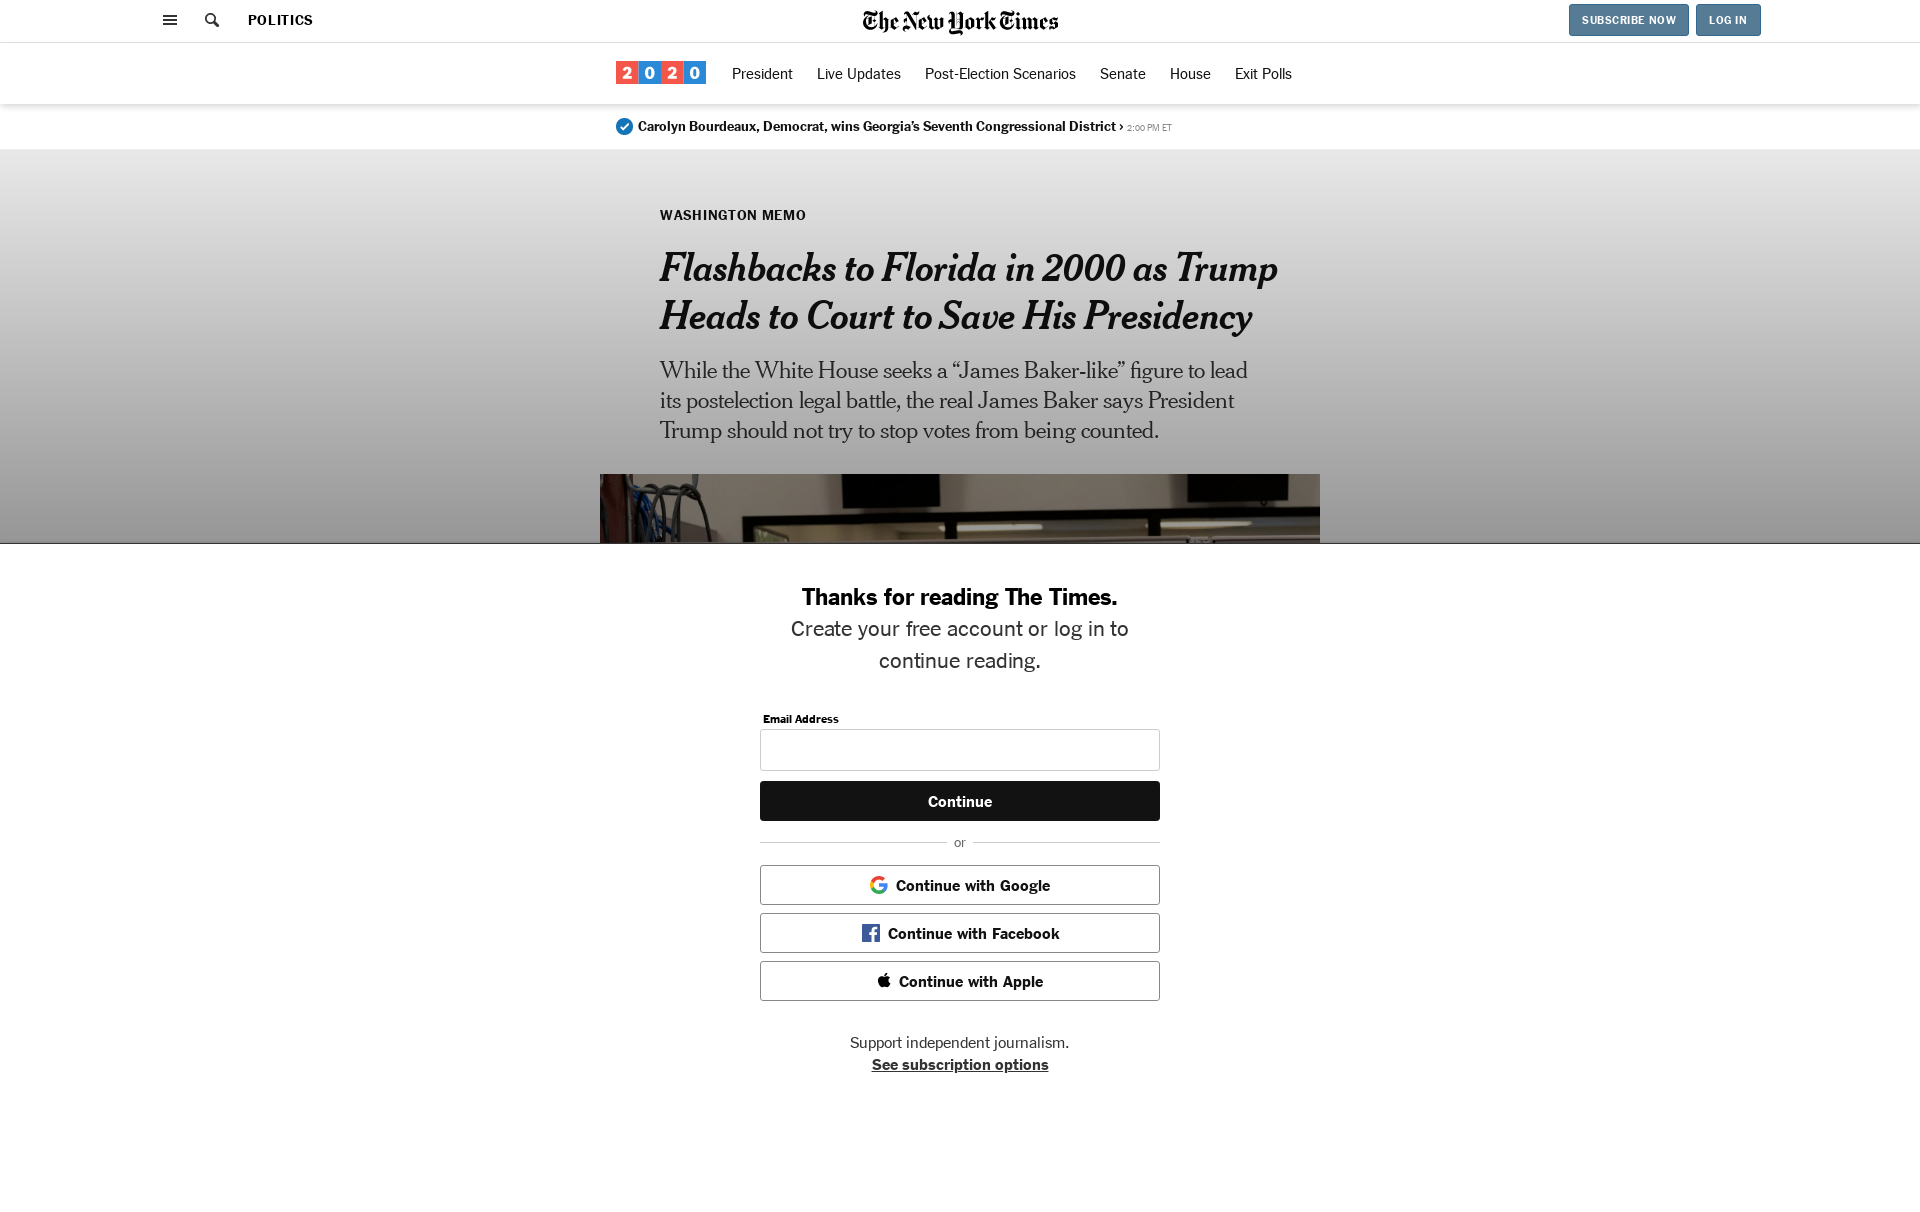 POLITICS
The New York Times
SUBSCRIBE NOW
LOG IN
2020
President
Live Updates
Post-Election Scenarios
Senate
House
Exit Polls
Carolyn Bourdeaux, Democrat, wins Georgia’s Seventh Congressional District › 2:00 PM ET
WASHINGTON MEMO
Flashbacks to Florida in 2000 as Trump
Heads to Court to Save His Presidency
While the White House seeks a “James Baker-like” figure to lead
its postelection legal battle, the real James Baker says President
Trump should not try to stop votes from being counted.
Thanks for reading The Times.
Create your free account or log in to
continue reading.
Email Address
Continue
or
Continue with Google
Continue with Facebook
Continue with Apple
Support independent journalism.
See subscription options